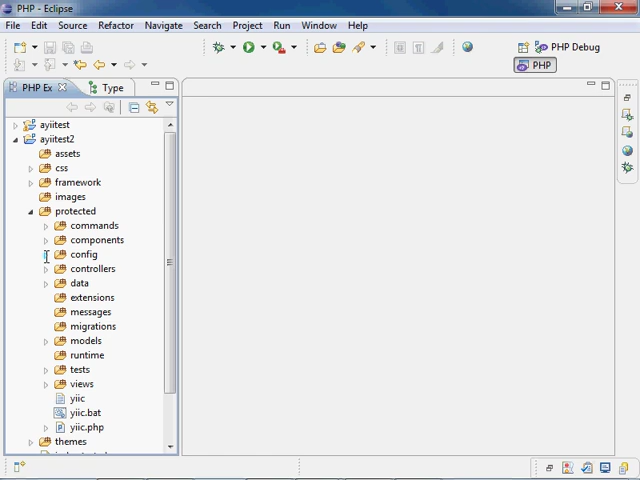 PHP - Eclipse
File Edit Source Refactor Navigate Search Project Run Window Help
PHP Debug
PHP
PHP Ex Type
ayiitest
ayiitest2
assets
css
framework
images
protected
commands
components
config
controllers
data
extensions
messages
migrations
models
runtime
tests
views
yiic
yiic.bat
yiic.php
themes